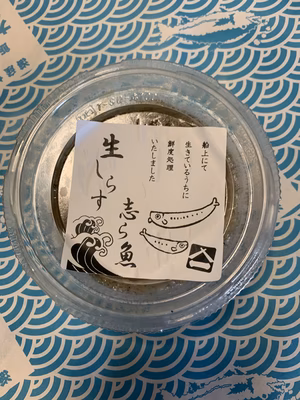 船上にて
生きているうちに
鮮度処理
いたしました
生しらす
志ら魚